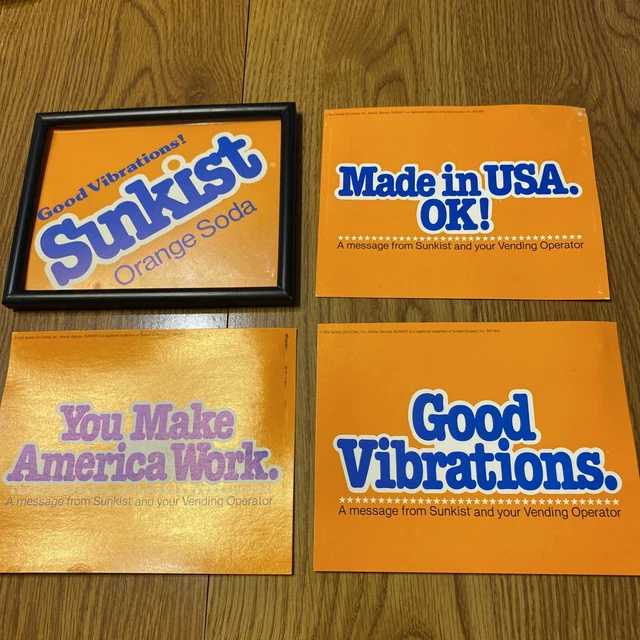 Good Vibrations!
Sunkist
Orange Soda
Made in USA.
OK!
A message from Sunkist and your Vending Operator
You Make
America Work.
A message from Sunkist and your Vending Operator
Good
Vibrations.
A message from Sunkist and your Vending Operator